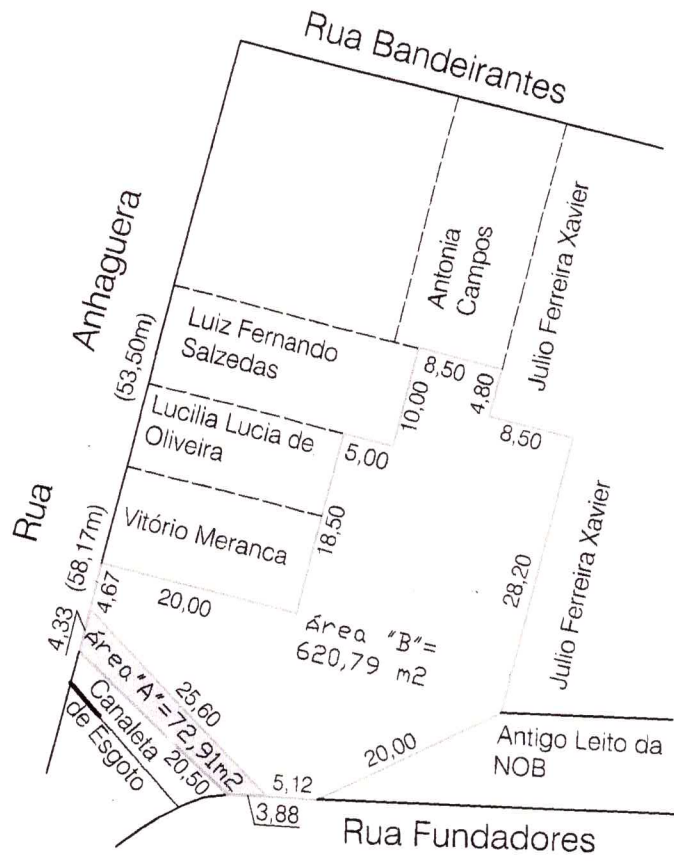 Rua Bandeirantes
Anhaguera
(53,50m)
Rua
(58,17m)
Antonia
Campos
Julio Ferreira Xavier
Luiz Fernando
Salzedas
8,50
4,80
10,00
8,50
Lucilia Lucia de
Oliveira
5,00
18,50
Vitório Meranca
28,20
Julio Ferreira Xavier
4,67
20,00
4,33
Área "B"=
620,79 m2
25,60
Área "A"=72,91m2
Canaleta
de Esgoto
20,50
20,00
Antigo Leito da
NOB
5,12
3,88
Rua Fundadores